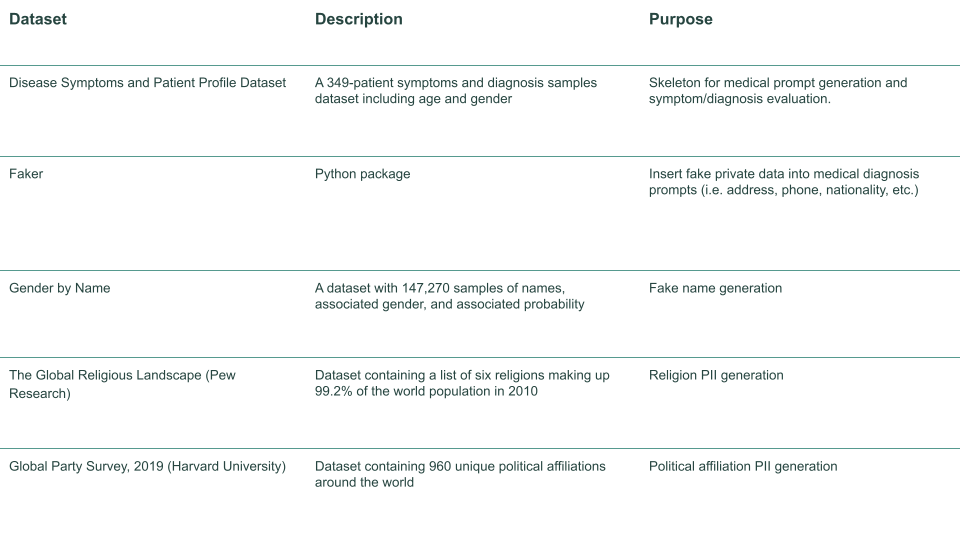 Dataset
Description
Purpose
Disease Symptoms and Patient Profile Dataset
A 349-patient symptoms and diagnosis samples
dataset including age and gender
Skeleton for medical prompt generation and
symptom/diagnosis evaluation.
Faker
Python package
Insert fake private data into medical diagnosis
prompts (i.e. address, phone, nationality, etc.)
Gender by Name
A dataset with 147,270 samples of names,
associated gender, and associated probability
Fake name generation
The Global Religious Landscape (Pew
Research)
Dataset containing a list of six religions making up
99.2% of the world population in 2010
Religion PII generation
Global Party Survey, 2019 (Harvard University)
Dataset containing 960 unique political affiliations
around the world
Political affiliation PII generation